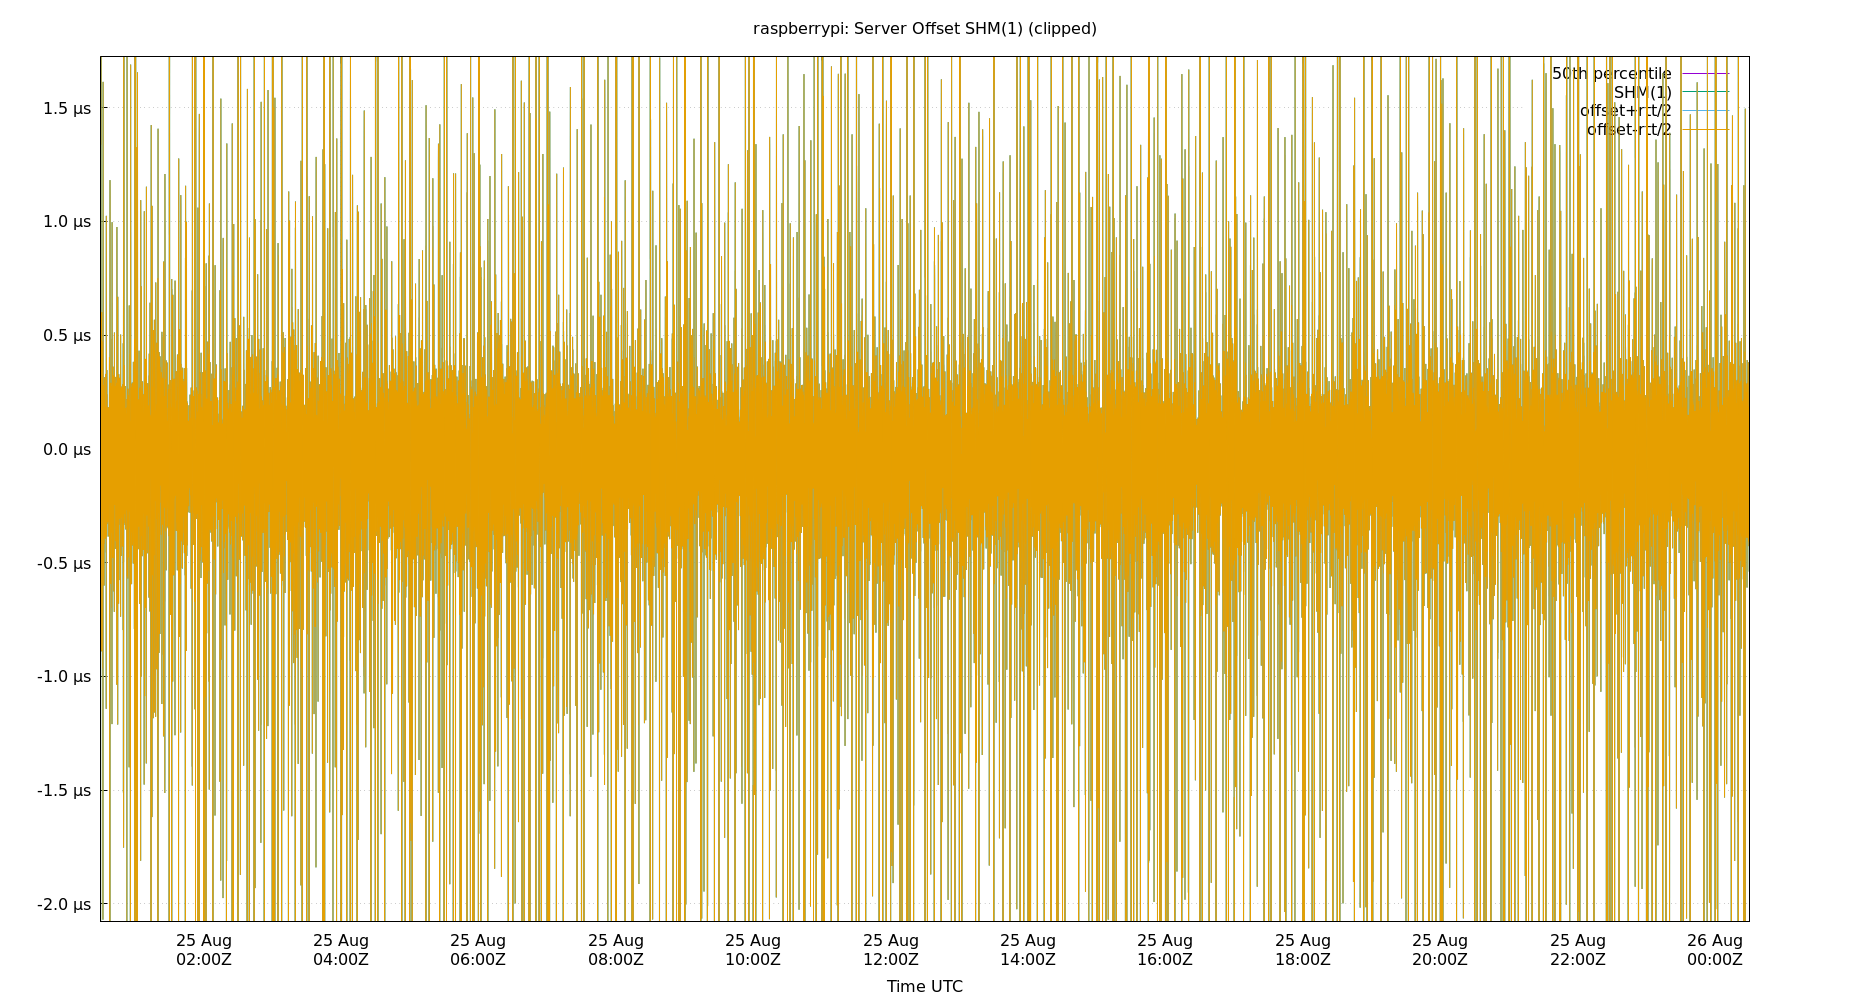 raspberrypi: Server Offset SHM(1) (clipped)
50th percentile
SHM(1)
offset+rtt/2
offset-rtt/2
1.5 µs
1.0 µs
0.5 µs
0.0 µs
-0.5 µs
-1.0 µs
-1.5 µs
-2.0 µs
25 Aug 25 Aug 25 Aug 25 Aug 25 Aug 25 Aug 25 Aug 25 Aug 25 Aug 25 Aug 25 Aug 26 Aug
02:00Z 04:00Z 06:00Z 08:00Z 10:00Z 12:00Z 14:00Z 16:00Z 18:00Z 20:00Z 22:00Z 00:00Z
Time UTC